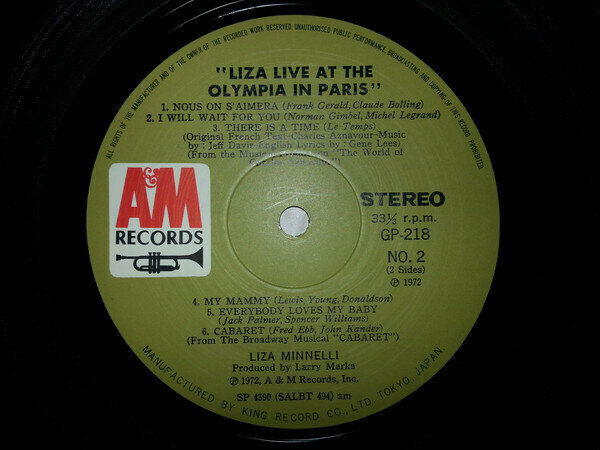 ALL RIGHTS OF THE MANUFACTURER AND OF THE OWNER OF THE RECORDED WORK RESERVED. UNAUTHORISED PUBLIC PERFORMANCE, BROADCASTING AND COPYING OF THIS RECORD PROHIBITED.
"LIZA LIVE AT THE
OLYMPIA IN PARIS"
1. NOUS ON S'AIMERA (Frank Gerald, Claude Bolling)
2. I WILL WAIT FOR YOU (Norman Gimbel, Michel Legrand)
3. THERE IS A TIME (Le Temps)
(Original French Text Charles Aznavour-Music
by: Jeff Davis-English Lyrics by: Gene Lees)
(From the Musical "The World of
A&M
RECORDS
STEREO
33⅓ r.p.m.
GP-218
NO. 2
(2 Sides)
℗ 1972
4. MY MAMMY (Lewis, Young, Donaldson)
5. EVERYBODY LOVES MY BABY
(Jack Palmer, Spencer Williams)
6. CABARET (Fred Ebb, John Kander)
(From The Broadway Musical "CABARET")
LIZA MINNELLI
Produced by Larry Marks
℗ 1972, A & M Records, Inc.
SP 4590 (SALBT 494) am
MANUFACTURED BY KING RECORD CO., LTD. TOKYO, JAPAN.